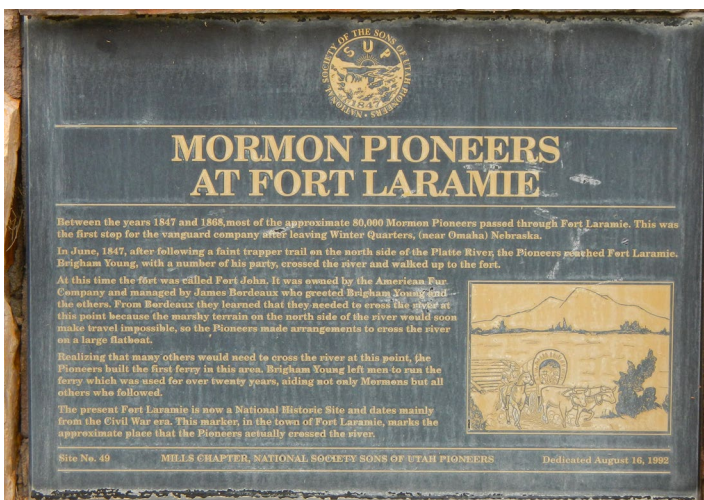 NATIONAL SOCIETY OF THE SONS OF UTAH PIONEERS
SUP
1847
MORMON PIONEERS
AT FORT LARAMIE
Between the years 1847 and 1868, most of the approximate 80,000 Mormon Pioneers passed through Fort Laramie. This was
the first stop for the vanguard company after leaving Winter Quarters, (near Omaha) Nebraska.
In June, 1847, after following a faint trapper trail on the north side of the Platte River, the Pioneers reached Fort Laramie.
Brigham Young, with a number of his party, crossed the river and walked up to the fort.
At this time the fort was called Fort John. It was owned by the American Fur
Company and managed by James Bordeaux who greeted Brigham Young and
the others. From Bordeaux they learned that they needed to cross the river at
this point because the marshy terrain on the north side of the river would soon
make travel impossible, so the Pioneers made arrangements to cross the river
on a large flatboat.
Realizing that many others would need to cross the river at this point, the
Pioneers built the first ferry in this area. Brigham Young left men to run the
ferry which was used for over twenty years, aiding not only Mormons but all
others who followed.
The present Fort Laramie is now a National Historic Site and dates mainly
from the Civil War era. This marker, in the town of Fort Laramie, marks the
approximate place that the Pioneers actually crossed the river.
Site No. 49 MILLS CHAPTER, NATIONAL SOCIETY SONS OF UTAH PIONEERS Dedicated August 16, 1992